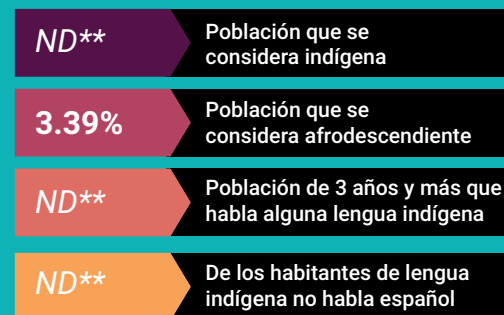 ND**
Población que se
considera indígena
3.39%
Población que se
considera afrodescendiente
ND**
Población de 3 años y más que
habla alguna lengua indígena
ND**
De los habitantes de lengua
indígena no habla español